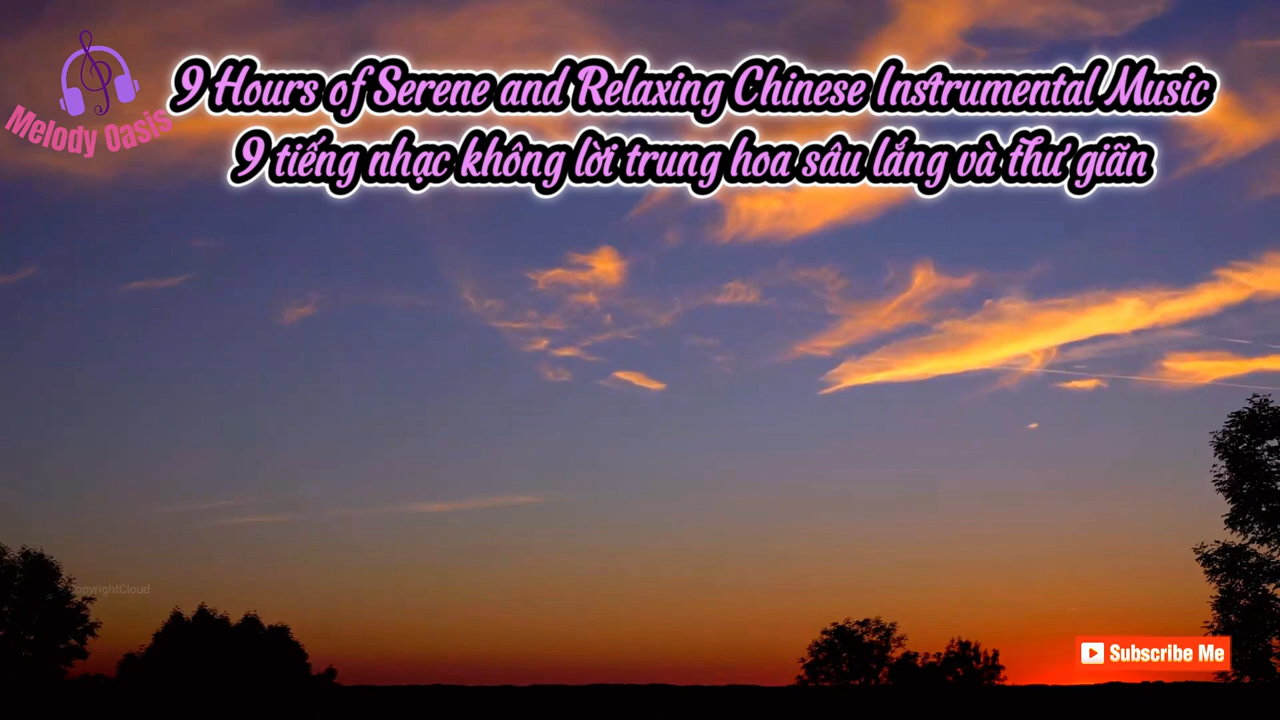 9 Hours of Serene and Relaxing Chinese Instrumental Music
9 tiếng nhạc không lời trung hoa sâu lắng và thư giãn
Melody Oasis
opyrightCloud
Subscribe Me